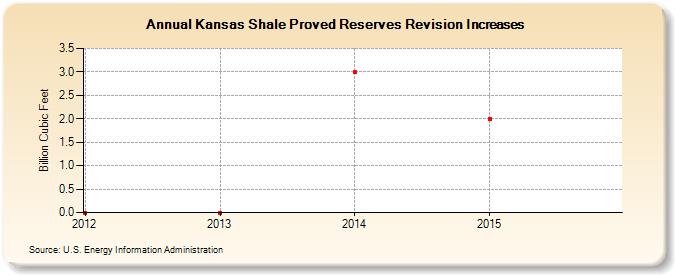 Annual Kansas Shale Proved Reserves Revision Increases
Billion Cubic Feet
3.5
3.0
2.5
2.0
1.5
1.0
0.5
0.0
2012 2013 2014 2015
Source: U.S. Energy Information Administration